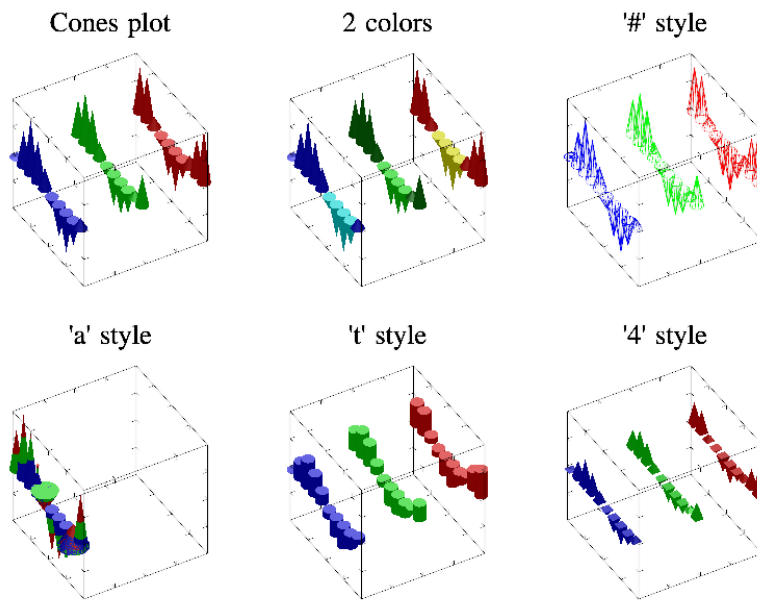 Cones plot
2 colors
'#' style
'a' style
't' style
'4' style